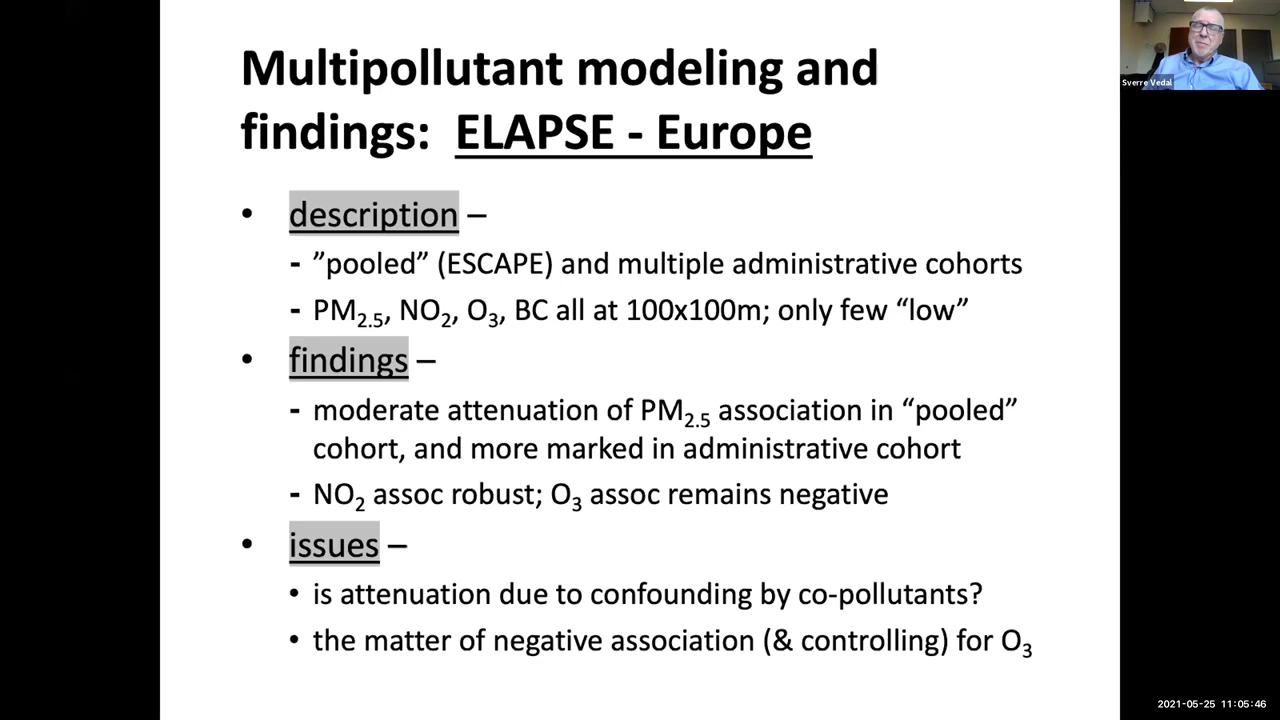 Multipollutant modeling and
findings:  ELAPSE - Europe
• description –
- ”pooled” (ESCAPE) and multiple administrative cohorts
- PM2.5, NO2, O3, BC all at 100x100m; only few “low”
• findings –
- moderate attenuation of PM2.5 association in “pooled”
cohort, and more marked in administrative cohort
- NO2 assoc robust; O3 assoc remains negative
• issues –
• is attenuation due to confounding by co-pollutants?
• the matter of negative association (& controlling) for O3
Sverre Vedal
2021-05-25 11:05:46